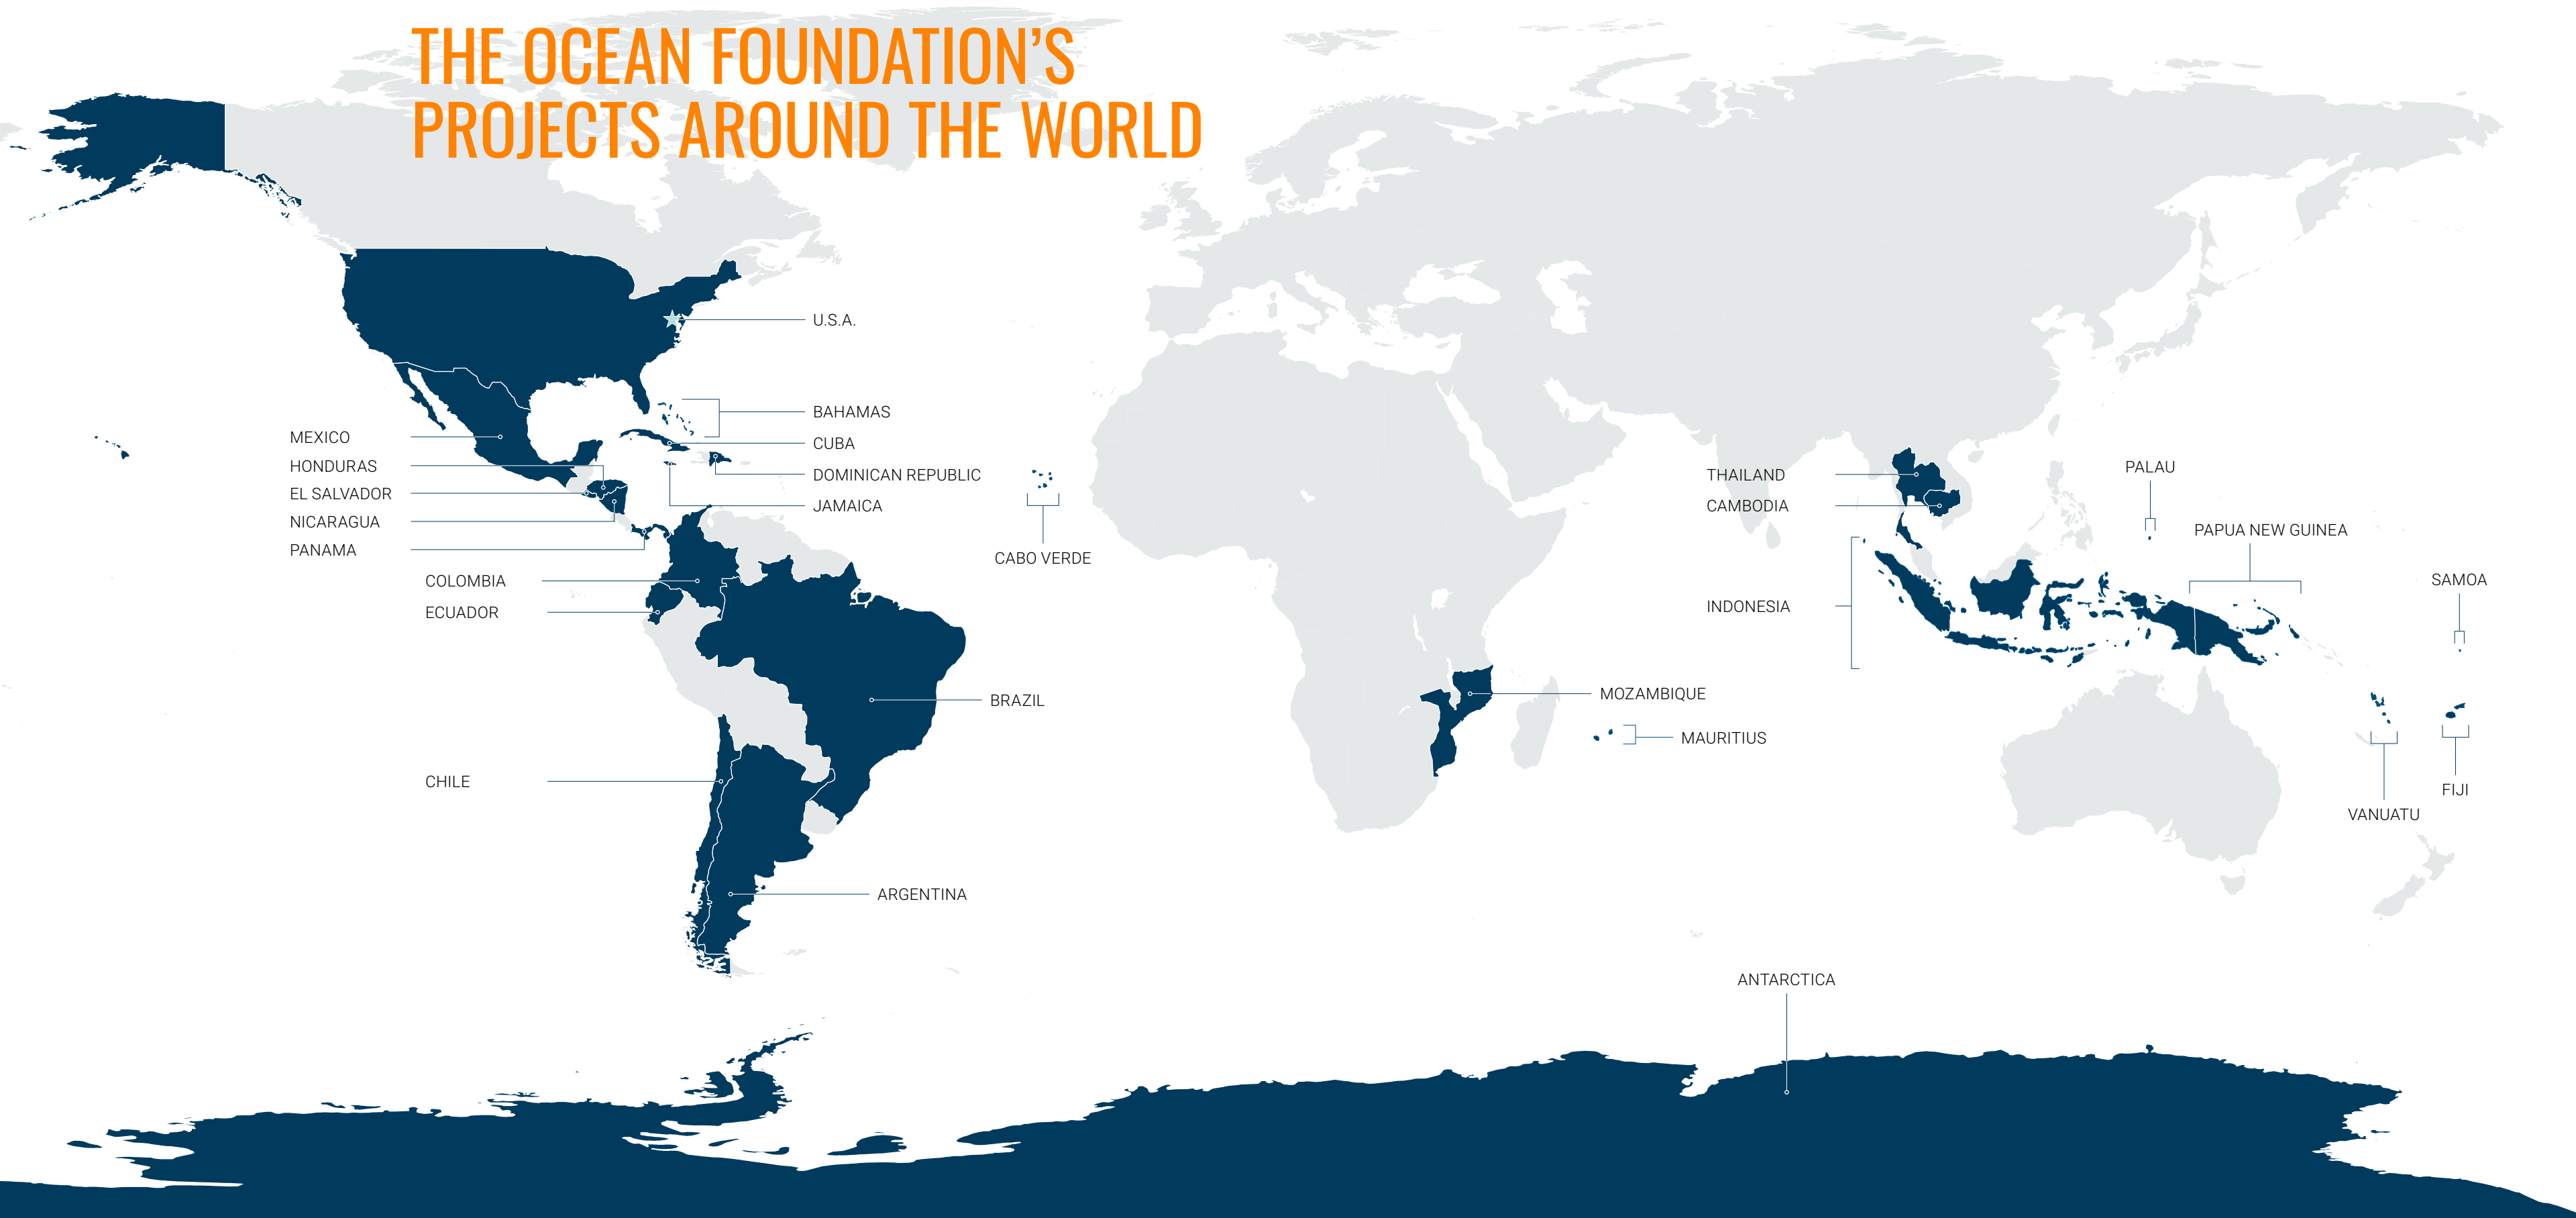 THE OCEAN FOUNDATION’S
PROJECTS AROUND THE WORLD
U.S.A.
BAHAMAS
CUBA
DOMINICAN REPUBLIC
JAMAICA
MEXICO
HONDURAS
EL SALVADOR
NICARAGUA
PANAMA
COLOMBIA
ECUADOR
CABO VERDE
BRAZIL
CHILE
ARGENTINA
THAILAND
CAMBODIA
INDONESIA
PALAU
PAPUA NEW GUINEA
SAMOA
MOZAMBIQUE
MAURITIUS
FIJI
VANUATU
ANTARCTICA